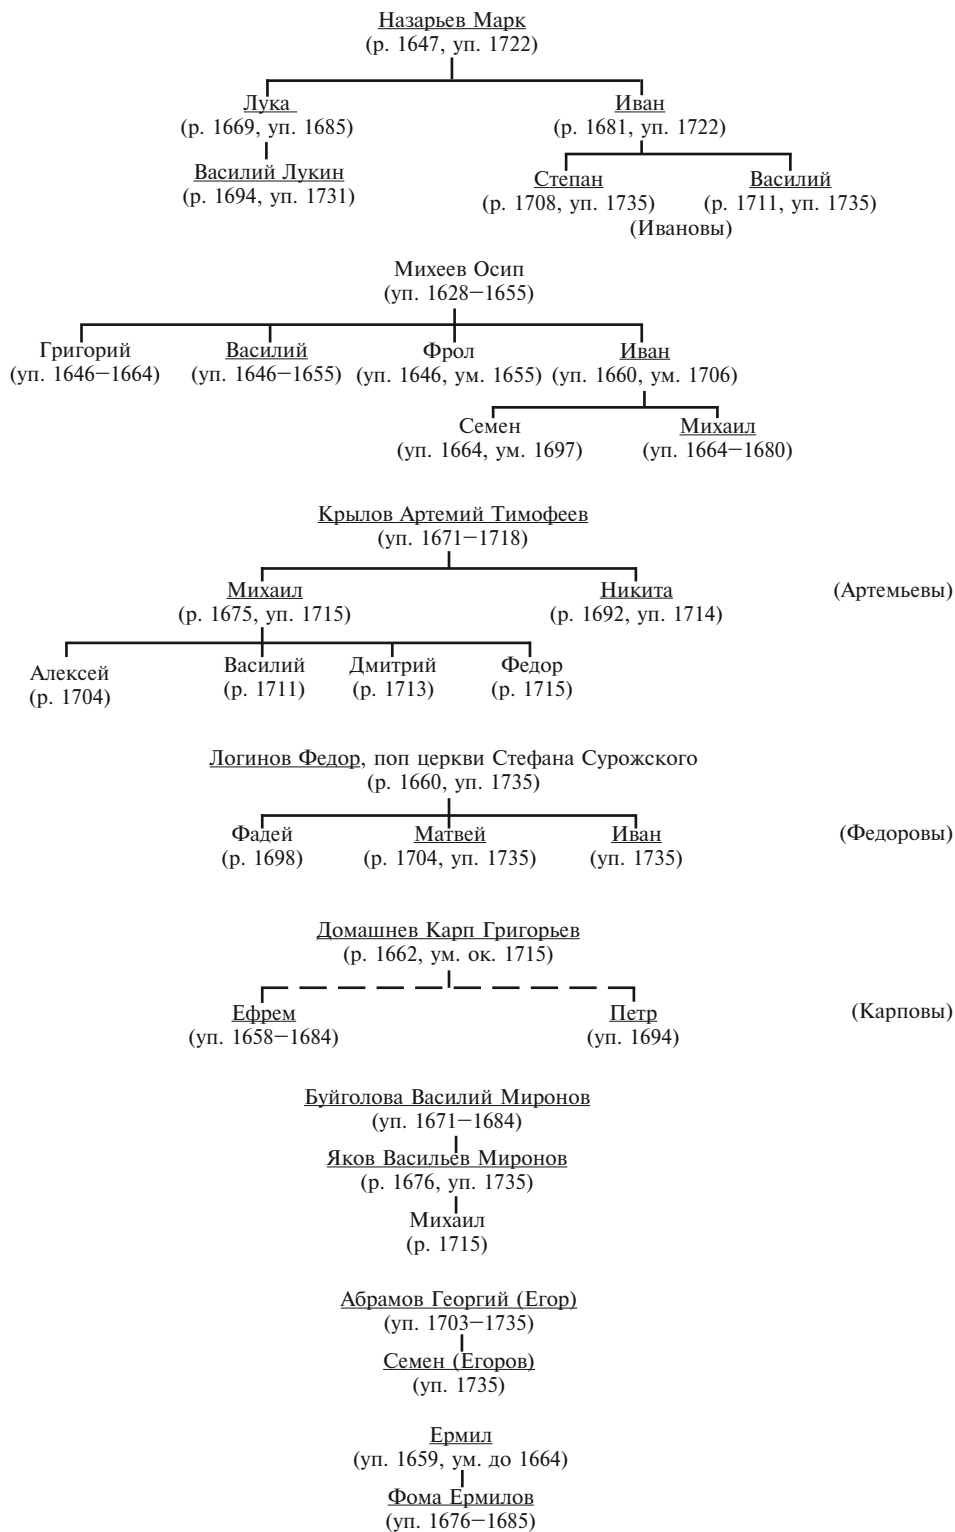 Назарьев Марк
(р. 1647, уп. 1722)
Лука Иван
(р. 1669, уп. 1685) (р. 1681, уп. 1722)
Василий Лукин Степан Василий
(р. 1694, уп. 1731) (р. 1708, уп. 1735) (р. 1711, уп. 1735)
(Ивановы)
Михеев Осип
(уп. 1628–1655)
Григорий Василий Фрол Иван
(уп. 1646–1664) (уп. 1646–1655) (уп. 1646, ум. 1655) (уп. 1660, ум. 1706)
Семен Михаил
(уп. 1664, ум. 1697) (уп. 1664–1680)
Крылов Артемий Тимофеев
(уп. 1671–1718)
Михаил Никита (Артемьевы)
(р. 1675, уп. 1715) (р. 1692, уп. 1714)
Алексей Василий Дмитрий Федор
(р. 1704) (р. 1711) (р. 1713) (р. 1715)
Логинов Федор, поп церкви Стефана Сурожского
(р. 1660, уп. 1735)
Фадей Матвей Иван (Федоровы)
(р. 1698) (р. 1704, уп. 1735) (уп. 1735)
Домашнев Карп Григорьев
(р. 1662, ум. ок. 1715)
Ефрем Петр (Карповы)
(уп. 1658–1684) (уп. 1694)
Буйголова Василий Миронов
(уп. 1671–1684)
Яков Васильев Миронов
(р. 1676, уп. 1735)
Михаил
(р. 1715)
Абрамов Георгий (Егор)
(уп. 1703–1735)
Семен (Егоров)
(уп. 1735)
Ермил
(уп. 1659, ум. до 1664)
Фома Ермилов
(уп. 1676–1685)